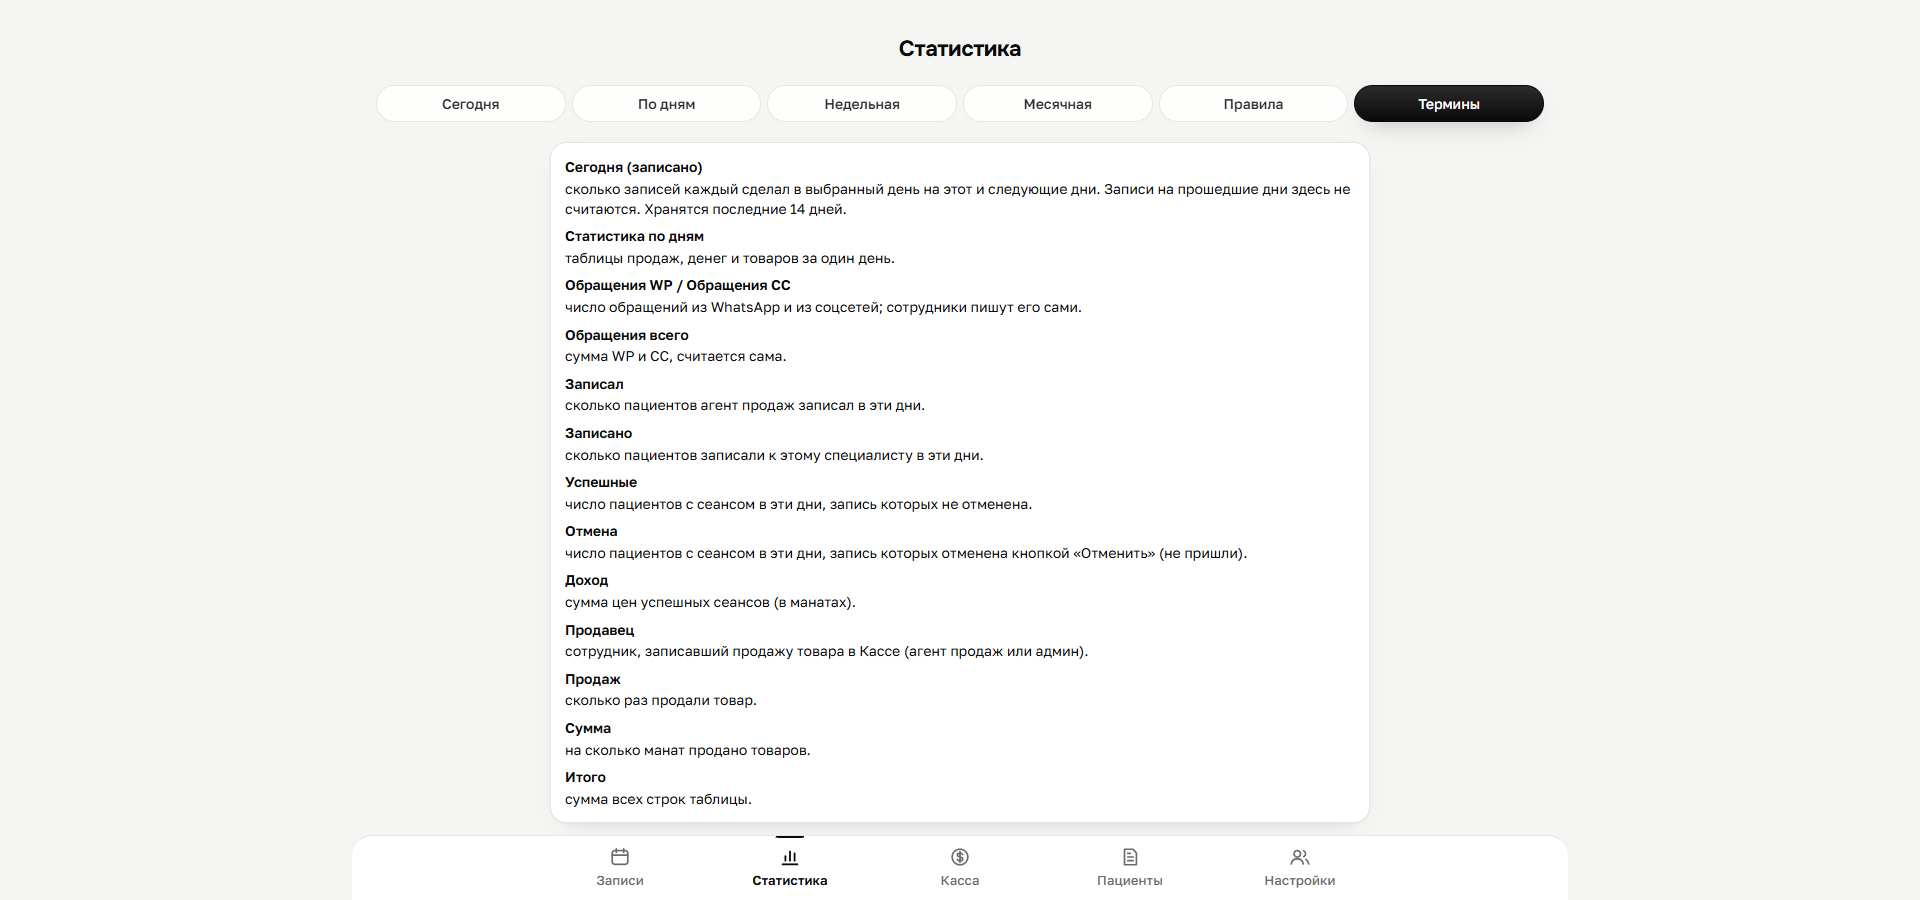 Статистика
Сегодня
По дням
Недельная
Месячная
Правила
Термины
Сегодня (записано)
сколько записей каждый сделал в выбранный день на этот и следующие дни. Записи на прошедшие дни здесь не
считаются. Хранятся последние 14 дней.
Статистика по дням
таблицы продаж, денег и товаров за один день.
Обращения WP / Обращения СС
число обращений из WhatsApp и из соцсетей; сотрудники пишут его сами.
Обращения всего
сумма WP и СС, считается сама.
Записал
сколько пациентов агент продаж записал в эти дни.
Записано
сколько пациентов записали к этому специалисту в эти дни.
Успешные
число пациентов с сеансом в эти дни, запись которых не отменена.
Отмена
число пациентов с сеансом в эти дни, запись которых отменена кнопкой «Отменить» (не пришли).
Доход
сумма цен успешных сеансов (в манатах).
Продавец
сотрудник, записавший продажу товара в Кассе (агент продаж или админ).
Продаж
сколько раз продали товар.
Сумма
на сколько манат продано товаров.
Итого
сумма всех строк таблицы.
Записи
Статистика
Касса
Пациенты
Настройки